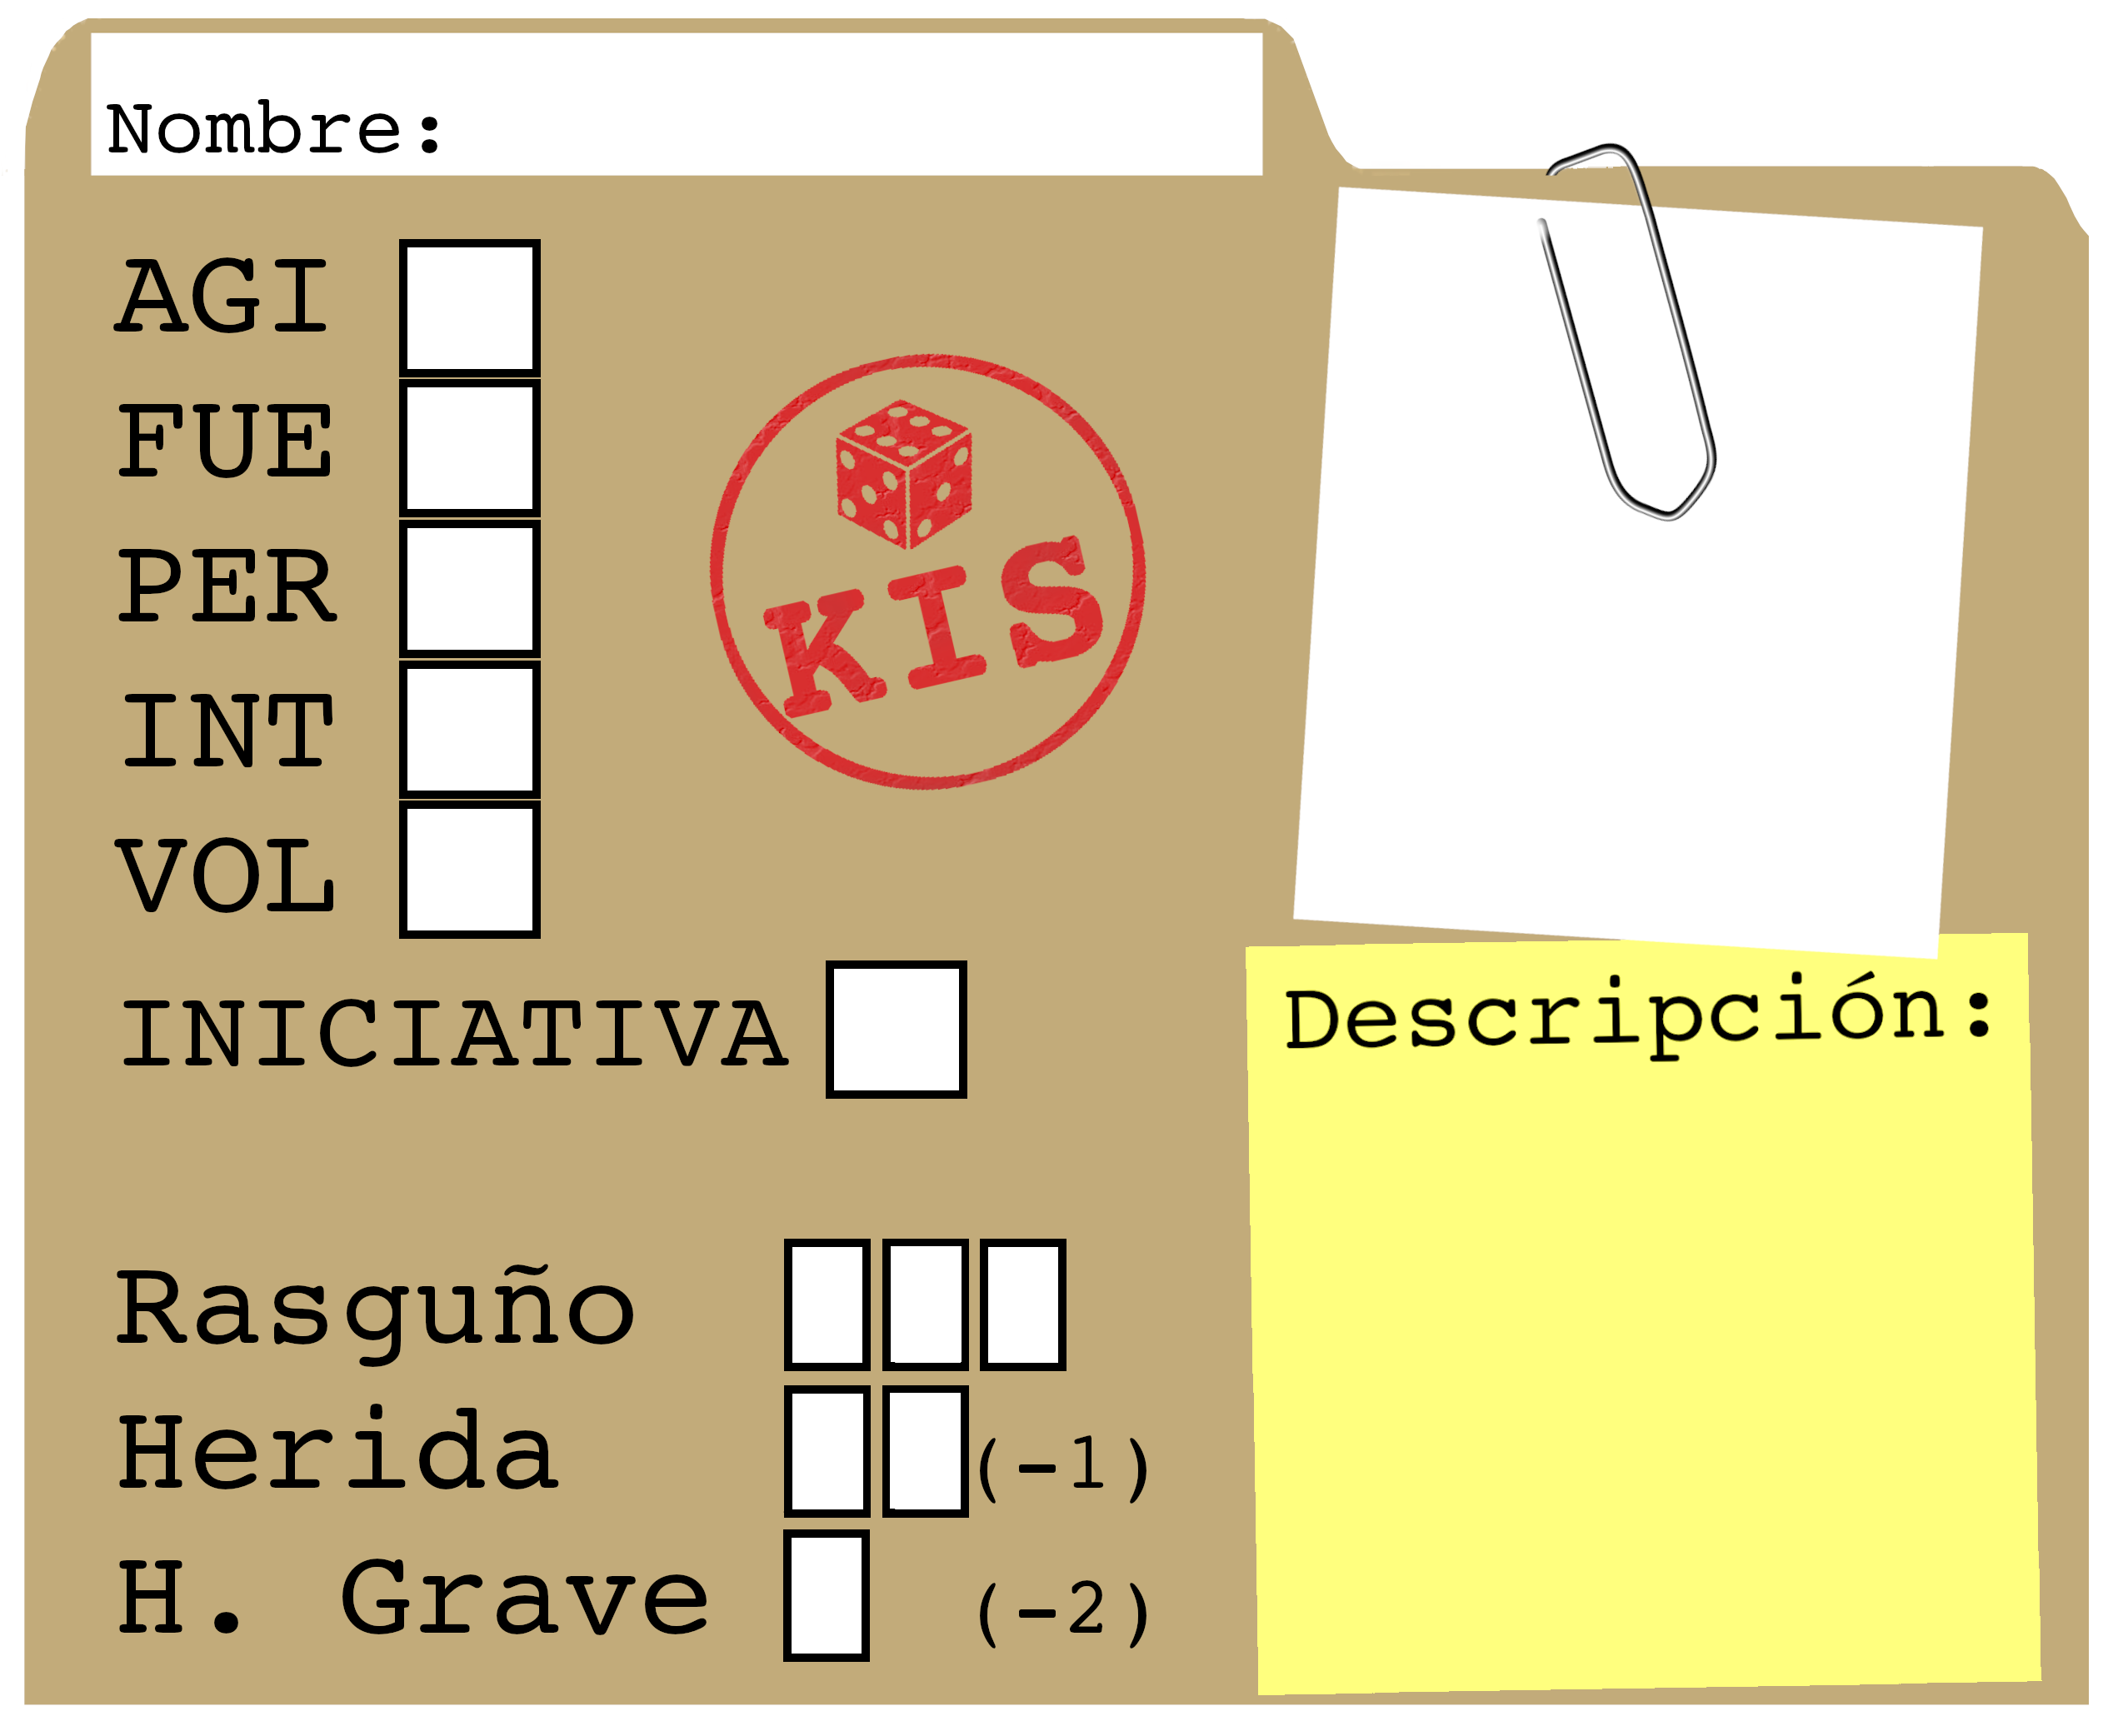 Nombre:
AGI
FUE
PER
INT
VOL
KIS
INICIATIVA
Descripción:
Rasguño
Herida (-1)
H. Grave (-2)